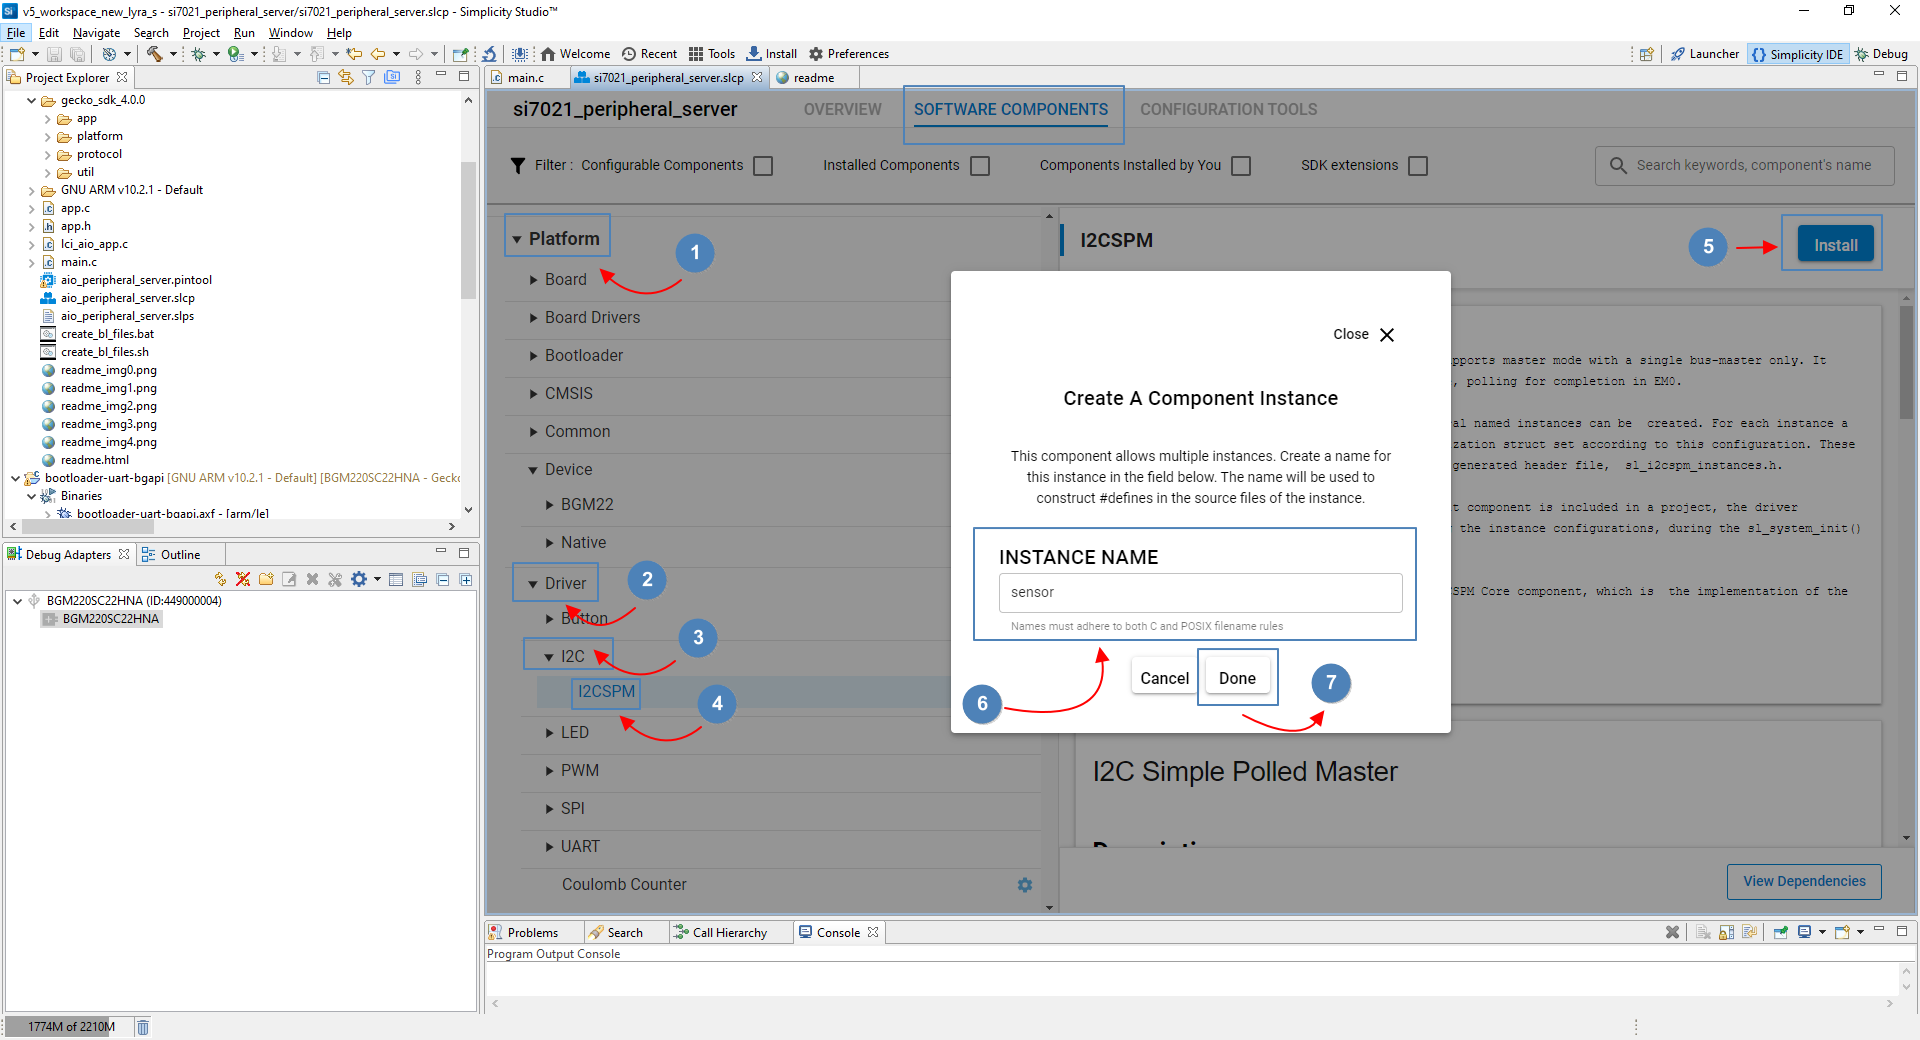 v5_workspace_new_lyra_s - si7021_peripheral_server/si7021_peripheral_server.slcp - Simplicity Studio™
File Edit Navigate Search Project Run Window Help
Welcome Recent Tools Install Preferences
Launcher Simplicity IDE Debug
Project Explorer
gecko_sdk_4.0.0
app
platform
protocol
util
GNU ARM v10.2.1 - Default
app.c
app.h
lci_aio_app.c
main.c
aio_peripheral_server.pintool
aio_peripheral_server.slcp
aio_peripheral_server.slps
create_bl_files.bat
create_bl_files.sh
readme_img0.png
readme_img1.png
readme_img2.png
readme_img3.png
readme_img4.png
readme.html
bootloader-uart-bgapi [GNU ARM v10.2.1 - Default] [BGM220SC22HNA - Gecko
Binaries
bootloader-uart-bgapi.axf - [arm/le]
Debug Adapters Outline
BGM220SC22HNA (ID:449000004)
BGM220SC22HNA
1774M of 2210M
main.c si7021_peripheral_server.slcp readme
si7021_peripheral_server OVERVIEW SOFTWARE COMPONENTS CONFIGURATION TOOLS
Filter : Configurable Components Installed Components Components Installed by You SDK extensions Search keywords, component's name
Platform
1
Board
Board Drivers
Bootloader
CMSIS
Common
Device
BGM22
Native
Driver
2
Button
3
I2C
I2CSPM
4
LED
PWM
SPI
UART
Coulomb Counter
I2CSPM
5
Install
pports master mode with a single bus-master only. It
, polling for completion in EM0.
al named instances can be created. For each instance a
zation struct set according to this configuration. These
generated header file, sl_i2cspm_instances.h.
t component is included in a project, the driver
the instance configurations, during the sl_system_init()
SPM Core component, which is the implementation of the
I2C Simple Polled Master
View Dependencies
Close
Create A Component Instance
This component allows multiple instances. Create a name for
this instance in the field below. The name will be used to
construct #defines in the source files of the instance.
INSTANCE NAME
sensor
Names must adhere to both C and POSIX filename rules
Cancel Done
6
7
Problems Search Call Hierarchy Console
Program Output Console